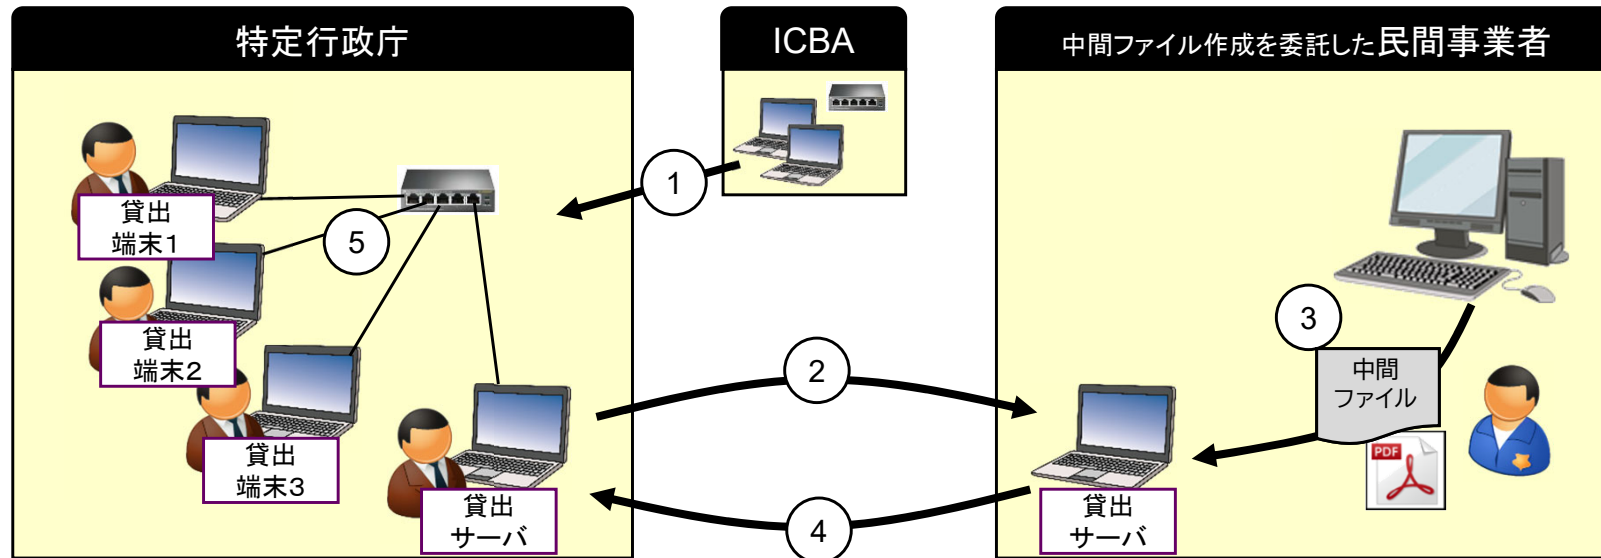 特定行政庁
ICBA
中間ファイル作成を委託した民間事業者
1
貸出
端末1
5
貸出
端末2
貸出
端末3
貸出
サーバ
2
4
3
中間
ファイル
PDF
貸出
サーバ